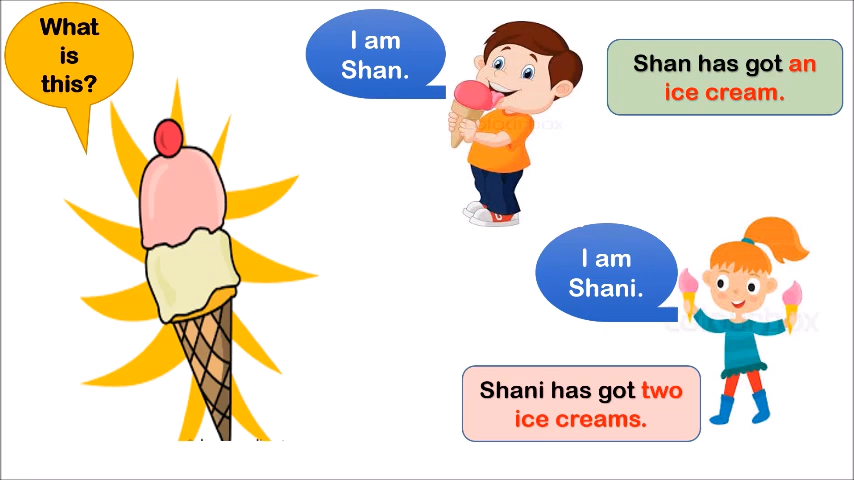 What
is
this?
I am
Shan.
Shan has got an
ice cream.
I am
Shani.
Shani has got two
ice creams.